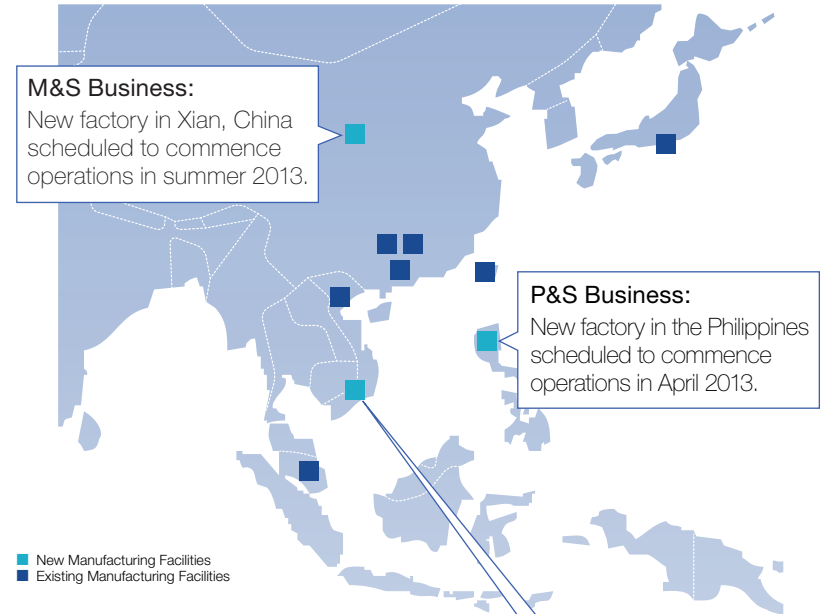 M&S Business:
New factory in Xian, China
scheduled to commence
operations in summer 2013.
P&S Business:
New factory in the Philippines
scheduled to commence
operations in April 2013.
New Manufacturing Facilities
Existing Manufacturing Facilities